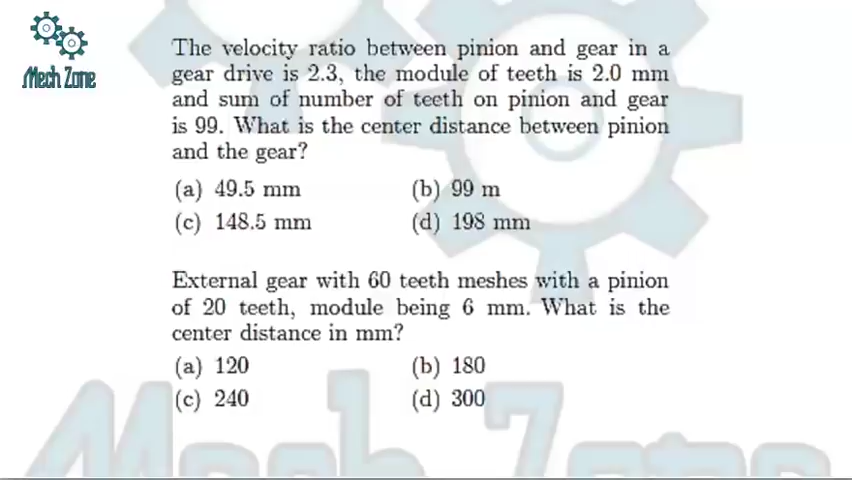 Mech Zone
The velocity ratio between pinion and gear in a
gear drive is 2.3, the module of teeth is 2.0 mm
and sum of number of teeth on pinion and gear
is 99. What is the center distance between pinion
and the gear?
(a) 49.5 mm (b) 99 m
(c) 148.5 mm (d) 198 mm
External gear with 60 teeth meshes with a pinion
of 20 teeth, module being 6 mm. What is the
center distance in mm?
(a) 120 (b) 180
(c) 240 (d) 300
Mech Zone